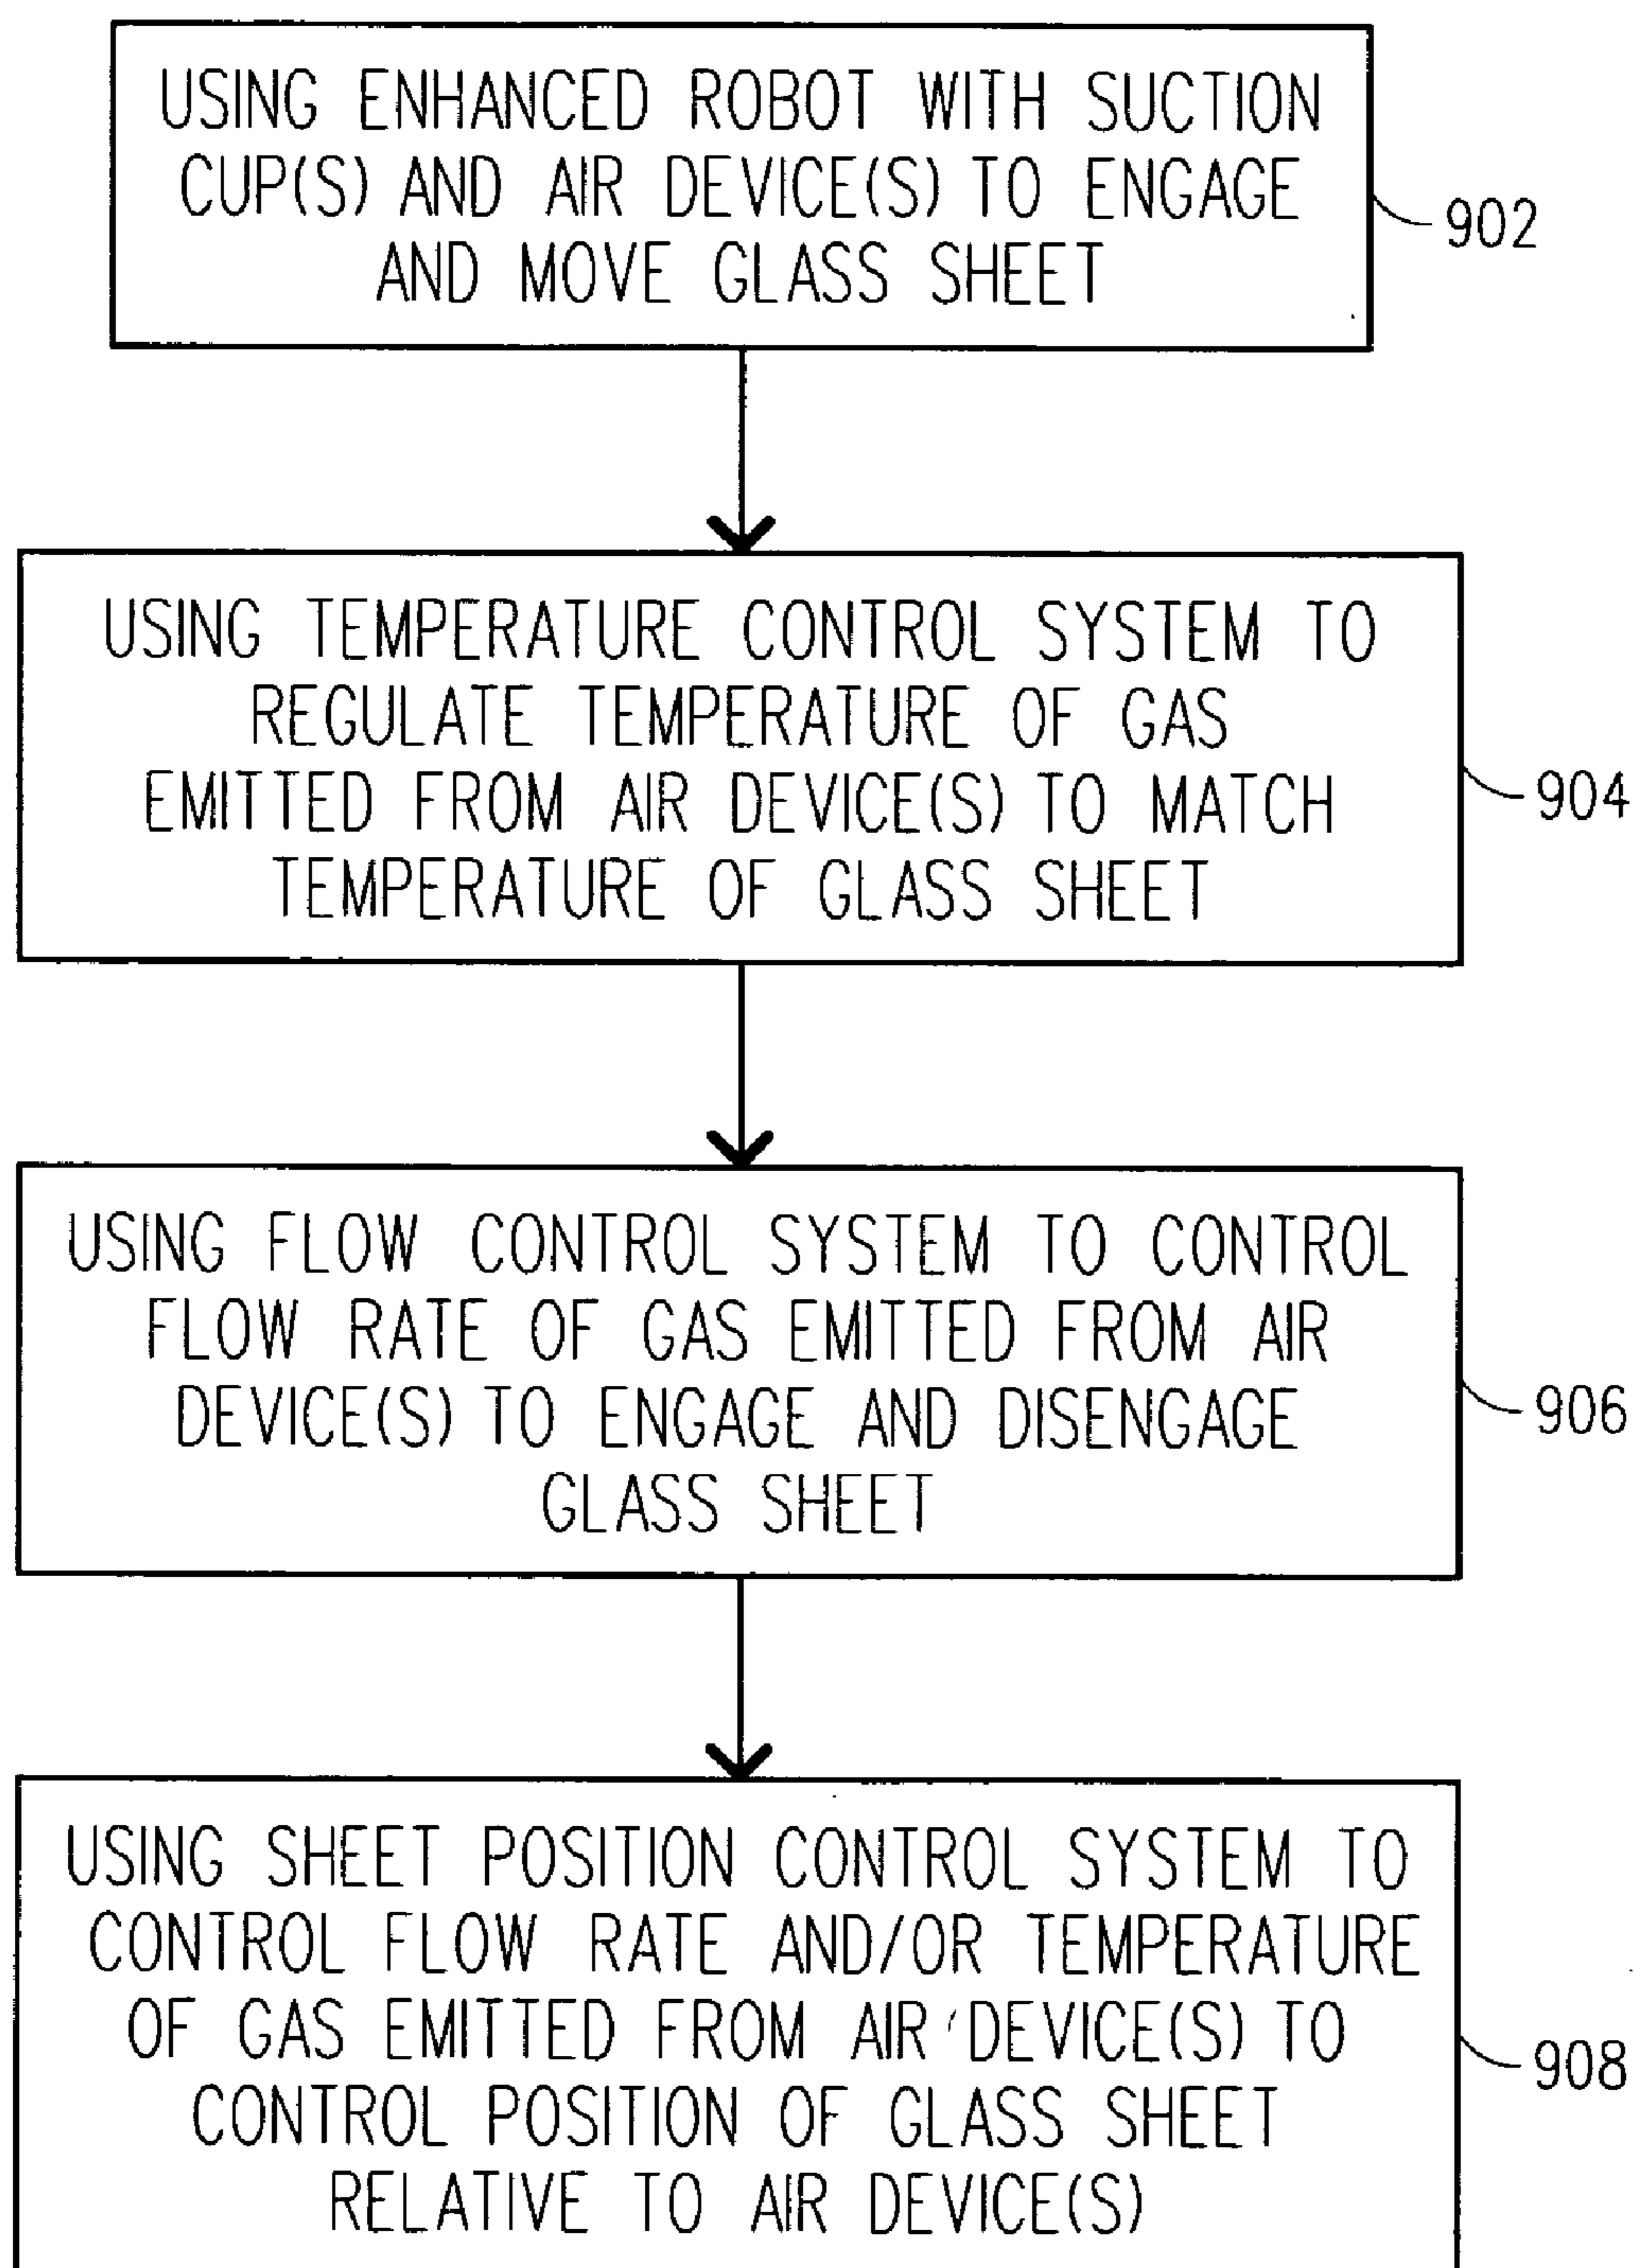 USING ENHANCED ROBOT WITH SUCTION
CUP(S) AND AIR DEVICE(S) TO ENGAGE
AND MOVE GLASS SHEET
902
USING TEMPERATURE CONTROL SYSTEM TO
REGULATE TEMPERATURE OF GAS
EMITTED FROM AIR DEVICE(S) TO MATCH
TEMPERATURE OF GLASS SHEET
904
USING FLOW CONTROL SYSTEM TO CONTROL
FLOW RATE OF GAS EMITTED FROM AIR
DEVICE(S) TO ENGAGE AND DISENGAGE
GLASS SHEET
906
USING SHEET POSITION CONTROL SYSTEM TO
CONTROL FLOW RATE AND/OR TEMPERATURE
OF GAS EMITTED FROM AIR DEVICE(S) TO
CONTROL POSITION OF GLASS SHEET
RELATIVE TO AIR DEVICE(S)
908